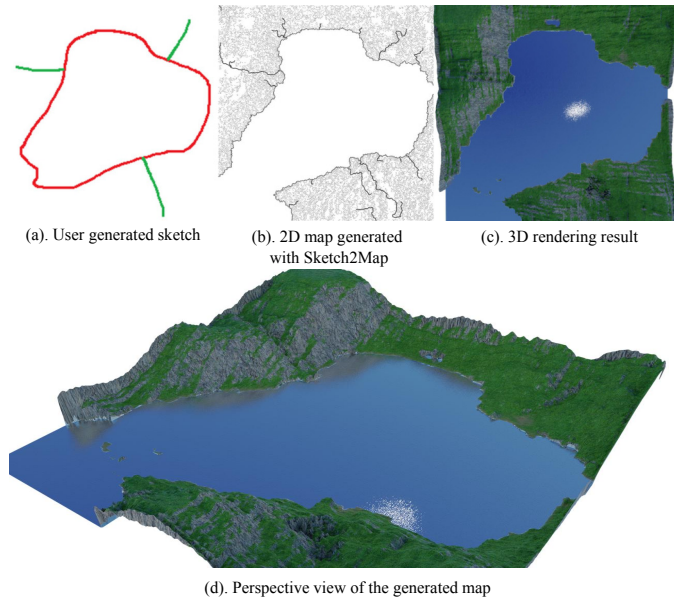 (a). User generated sketch
(b). 2D map generated
with Sketch2Map
(c). 3D rendering result
(d). Perspective view of the generated map